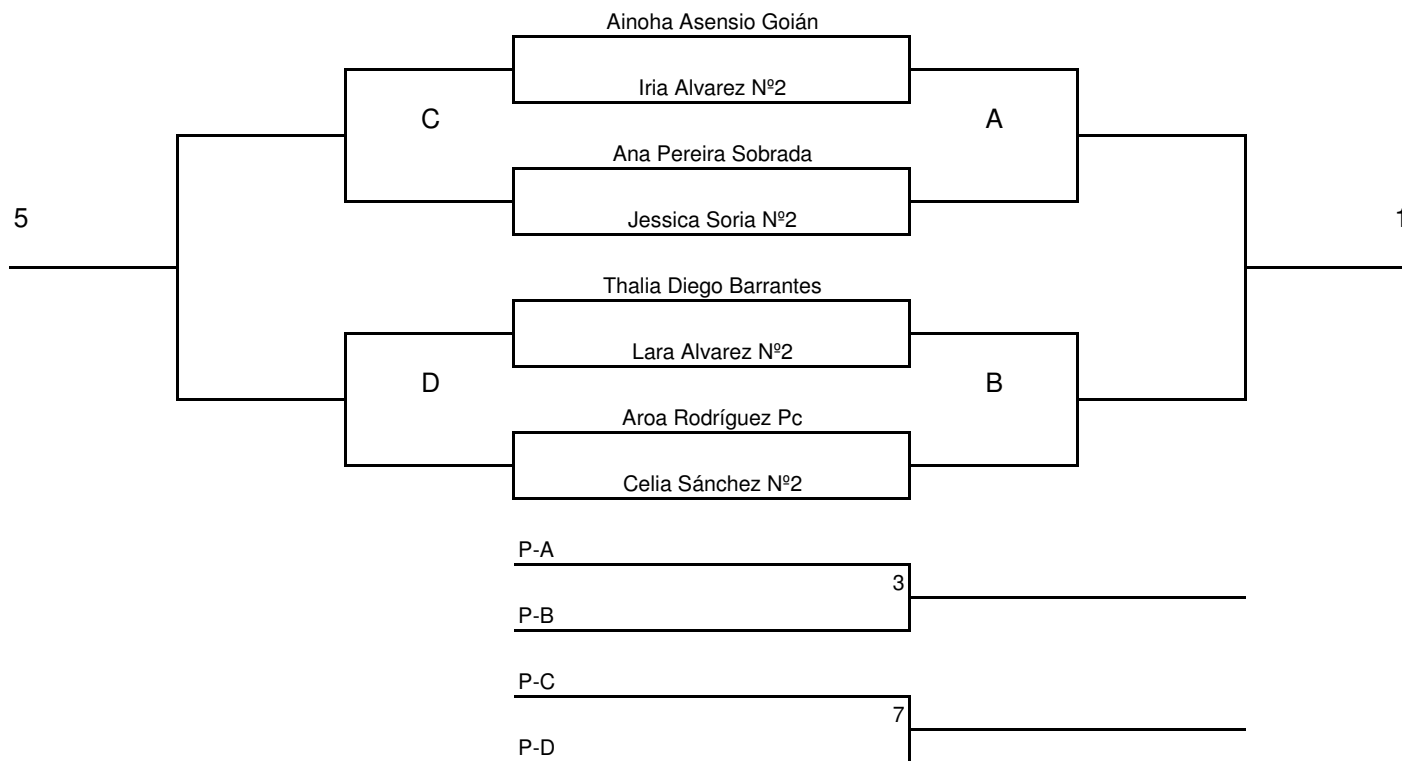 Ainoha Asensio Goián
Iria Alvarez Nº2
C
A
Ana Pereira Sobrada
5
Jessica Soria Nº2
1
Thalia Diego Barrantes
Lara Alvarez Nº2
D
B
Aroa Rodríguez Pc
Celia Sánchez Nº2
P-A
3
P-B
P-C
7
P-D